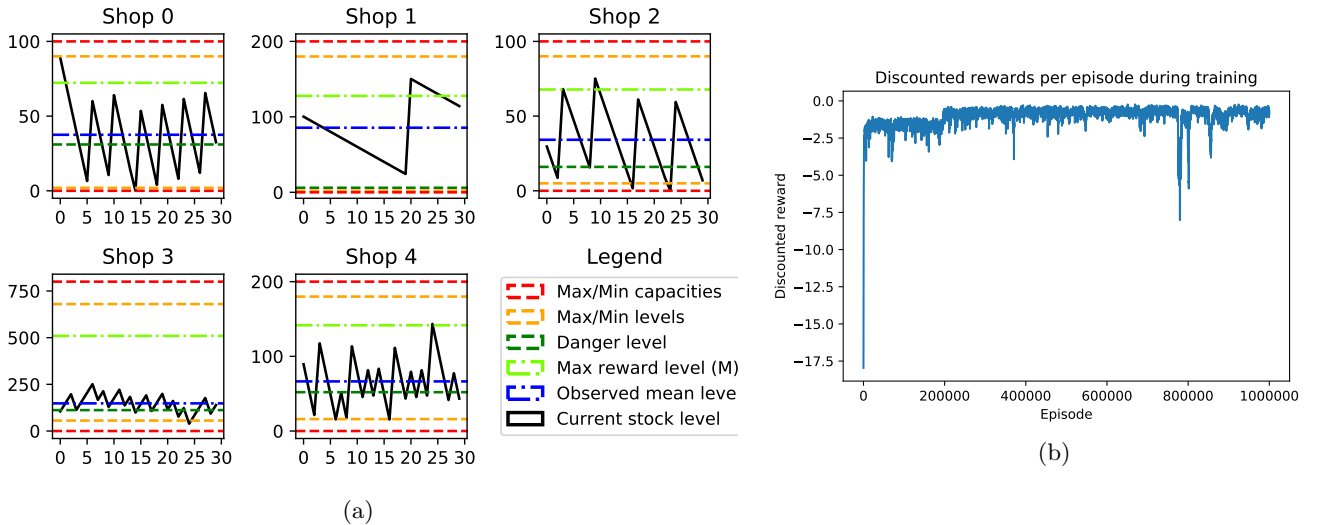 Shop 0
100
50
0
0 5 10 15 20 25 30
Shop 1
200
100
0
0 5 10 15 20 25 30
Shop 2
100
50
0
0 5 10 15 20 25 30
Shop 3
750
500
250
0
0 5 10 15 20 25 30
Shop 4
200
100
0
0 5 10 15 20 25 30
Legend
Max/Min capacities
Max/Min levels
Danger level
Max reward level (M)
Observed mean leve
Current stock level
(a)
Discounted rewards per episode during training
Discounted reward
0.0
−2.5
−5.0
−7.5
−10.0
−12.5
−15.0
−17.5
0 200000 400000 600000 800000 1000000
Episode
(b)